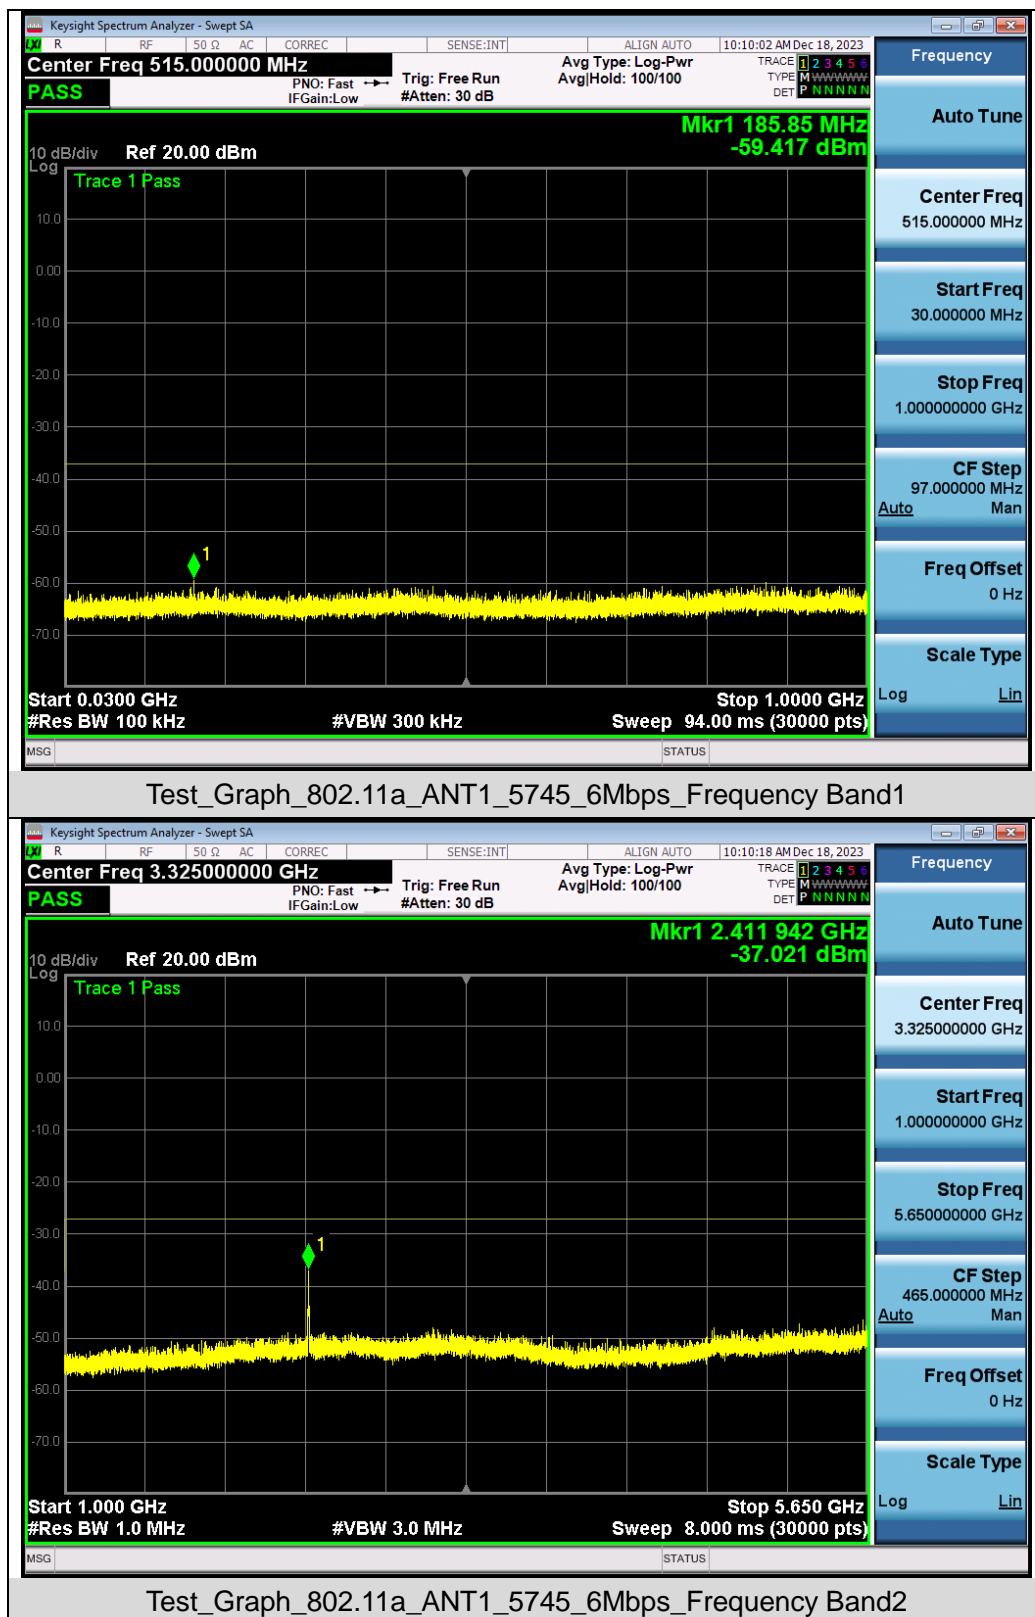 Keysight Spectrum Analyzer - Swept SA
LXI R RF 50 Ω AC CORREC SENSE:INT ALIGN AUTO 10:10:02 AM Dec 18, 2023
Center Freq 515.000000 MHz
PASS
PNO: Fast
IFGain:Low
Trig: Free Run
#Atten: 30 dB
Avg Type: Log-Pwr
Avg|Hold: 100/100
TRACE 1 2 3 4 5 6
TYPE M WWWWW
DET P N N N N N
Mkr1 185.85 MHz
-59.417 dBm
10 dB/div Ref 20.00 dBm
Log
Trace 1 Pass
10.0
0.00
-10.0
-20.0
-30.0
-40.0
-50.0
1
-60.0
-70.0
Start 0.0300 GHz Stop 1.0000 GHz
#Res BW 100 kHz #VBW 300 kHz Sweep 94.00 ms (30000 pts)
MSG STATUS
Frequency
Auto Tune
Center Freq
515.000000 MHz
Start Freq
30.000000 MHz
Stop Freq
1.000000000 GHz
CF Step
97.000000 MHz
Auto Man
Freq Offset
0 Hz
Scale Type
Log Lin
Test_Graph_802.11a_ANT1_5745_6Mbps_Frequency Band1
Keysight Spectrum Analyzer - Swept SA
LXI R RF 50 Ω AC CORREC SENSE:INT ALIGN AUTO 10:10:18 AM Dec 18, 2023
Center Freq 3.325000000 GHz
PASS
PNO: Fast
IFGain:Low
Trig: Free Run
#Atten: 30 dB
Avg Type: Log-Pwr
Avg|Hold: 100/100
TRACE 1 2 3 4 5 6
TYPE M WWWWW
DET P N N N N N
Mkr1 2.411 942 GHz
-37.021 dBm
10 dB/div Ref 20.00 dBm
Log
Trace 1 Pass
10.0
0.00
-10.0
-20.0
-30.0
1
-40.0
-50.0
-60.0
-70.0
Start 1.000 GHz Stop 5.650 GHz
#Res BW 1.0 MHz #VBW 3.0 MHz Sweep 8.000 ms (30000 pts)
MSG STATUS
Frequency
Auto Tune
Center Freq
3.325000000 GHz
Start Freq
1.000000000 GHz
Stop Freq
5.650000000 GHz
CF Step
465.000000 MHz
Auto Man
Freq Offset
0 Hz
Scale Type
Log Lin
Test_Graph_802.11a_ANT1_5745_6Mbps_Frequency Band2